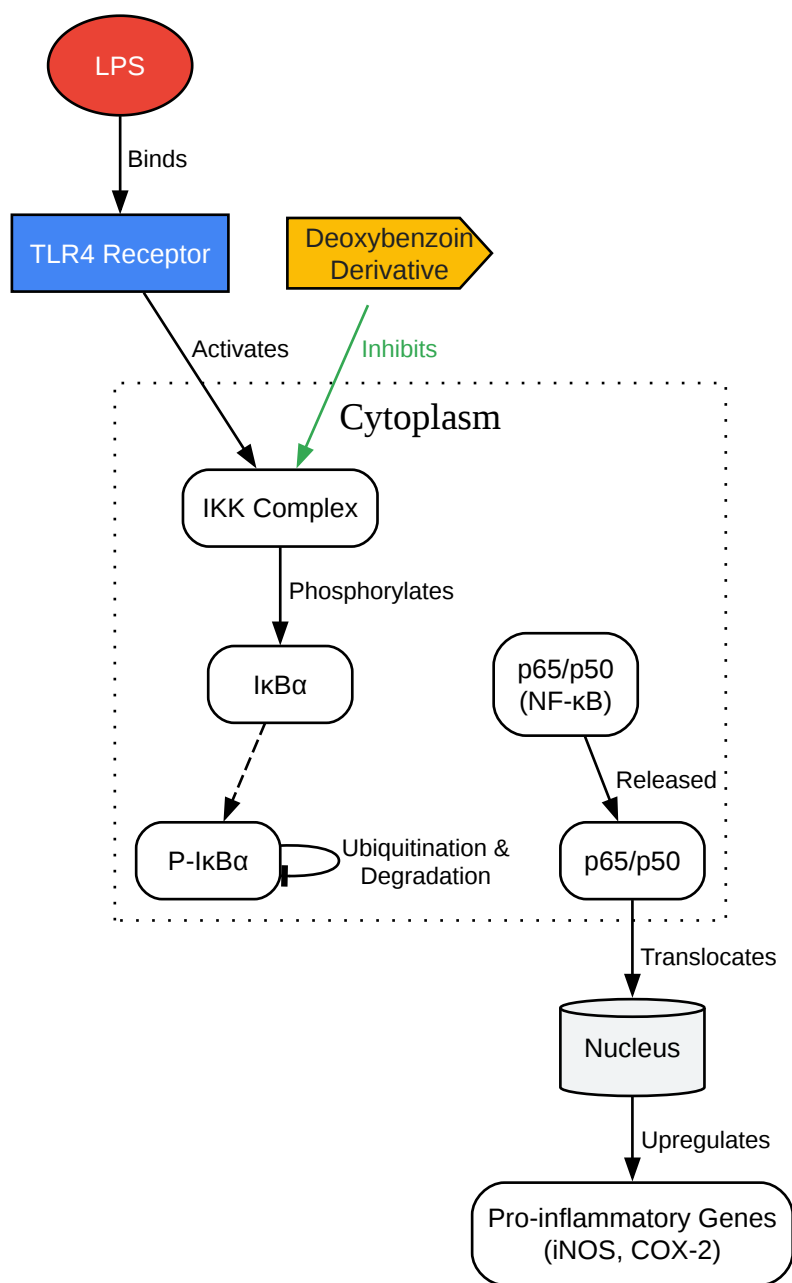 LPS
Binds
TLR4 Receptor
Deoxybenzoin
Derivative
Activates
Inhibits
Cytoplasm
IKK Complex
Phosphorylates
IκBα
p65/p50
(NF-κB)
Released
P-IκBα
Ubiquitination &
Degradation
p65/p50
Translocates
Nucleus
Upregulates
Pro-inflammatory Genes
(iNOS, COX-2)